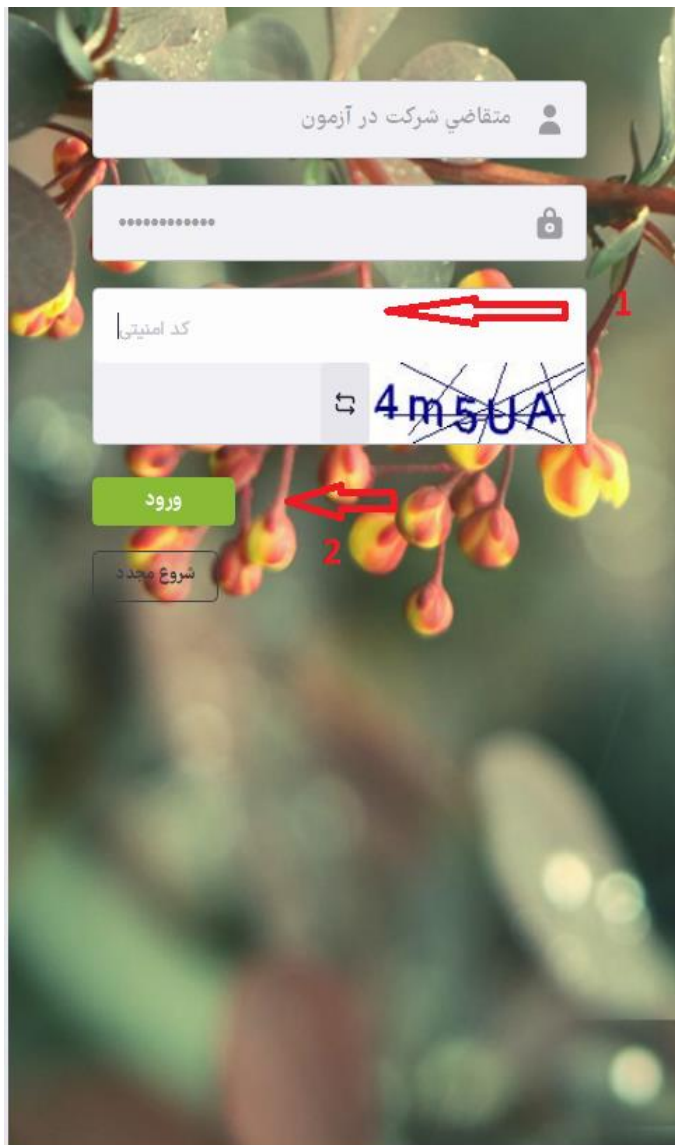 متقاضي شرکت در آزمون
••••••••••••
کد امنیتی
1
4m5UA
ورود
2
شروع مجدد